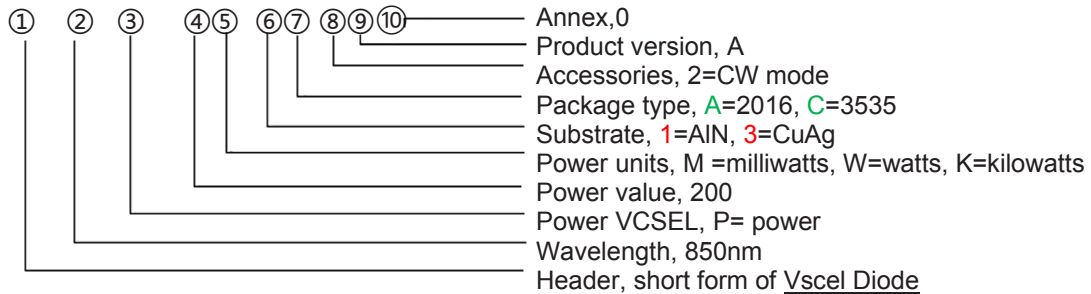 ① ② ③ ④⑤ ⑥⑦ ⑧⑨⑩ Annex,0
Product version, A
Accessories, 2=CW mode
Package type, A=2016, C=3535
Substrate, 1=AlN, 3=CuAg
Power units, M =milliwatts, W=watts, K=kilowatts
Power value, 200
Power VCSEL, P= power
Wavelength, 850nm
Header, short form of Vscel Diode